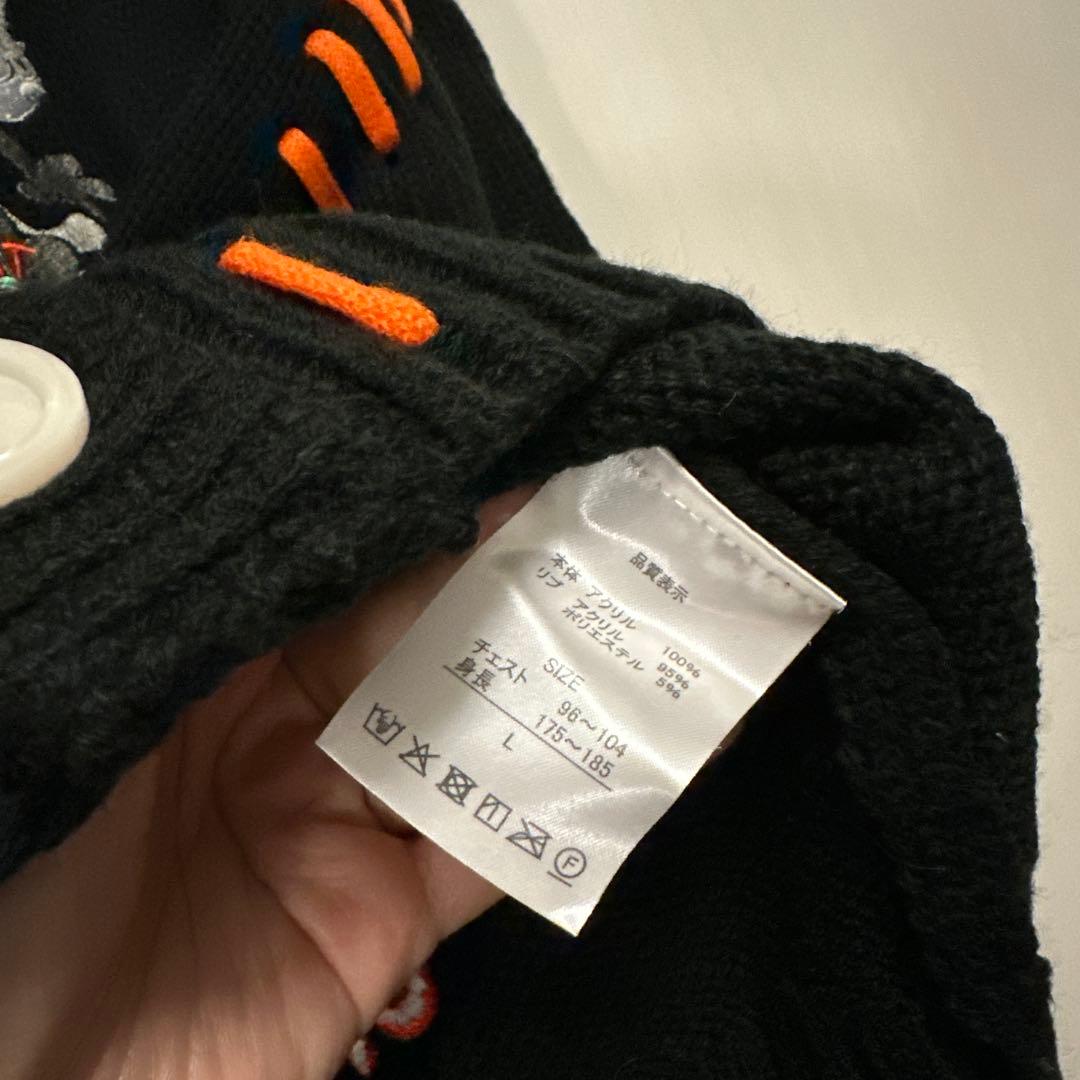 品質表示
本体 アクリル 100%
リブ アクリル 95%
ポリエステル 5%
SIZE
チェスト 96～104
身長 175～185
L
F